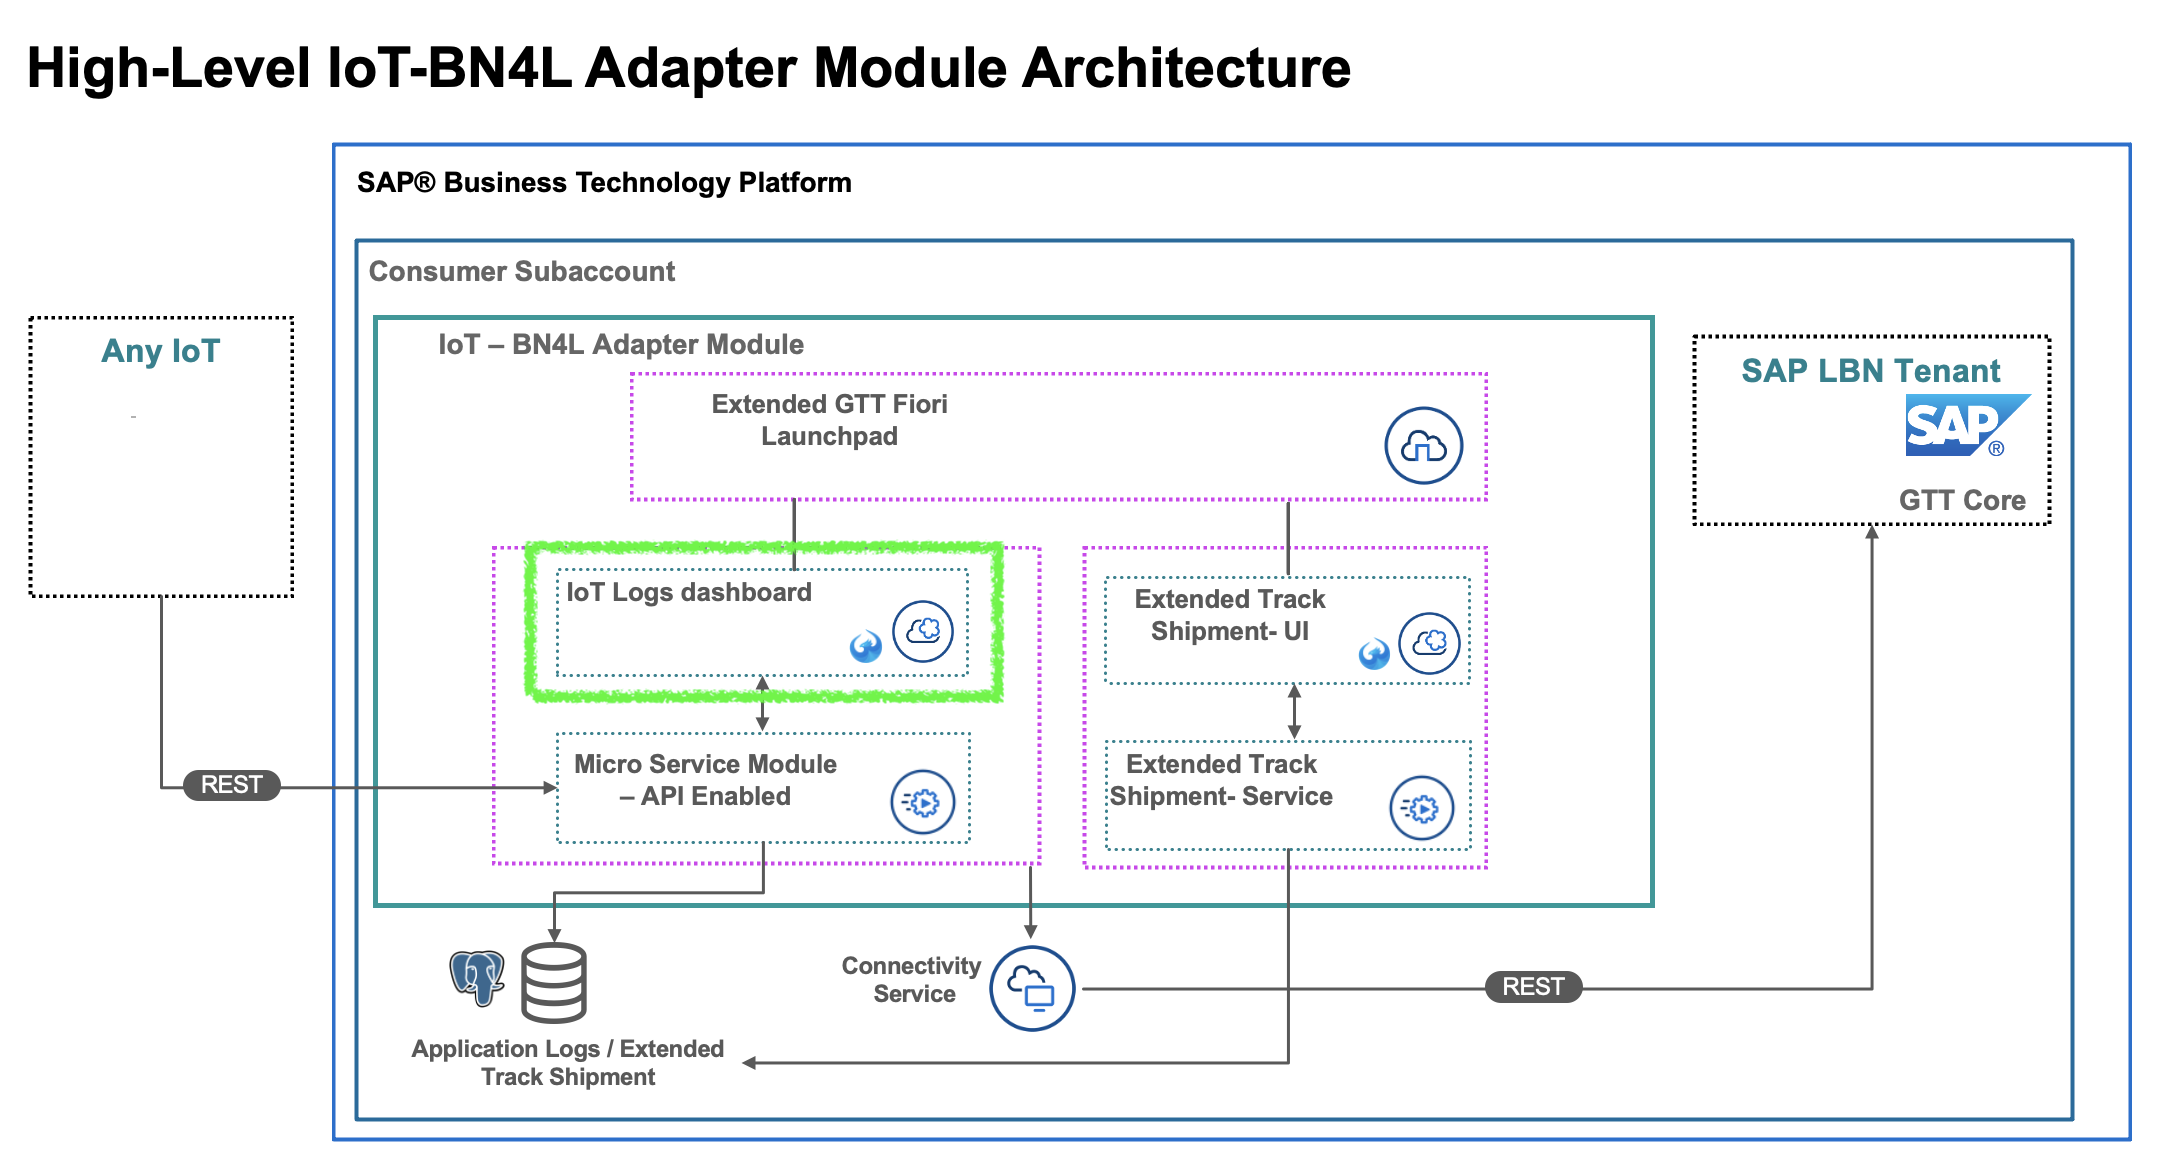 High-Level IoT-BN4L Adapter Module Architecture
SAP® Business Technology Platform
Consumer Subaccount
IoT – BN4L Adapter Module
Any IoT
-
Extended GTT Fiori
Launchpad
SAP LBN Tenant
SAP®
GTT Core
IoT Logs dashboard
Extended Track
Shipment- UI
Micro Service Module
– API Enabled
Extended Track
Shipment- Service
REST
Connectivity
Service
REST
Application Logs / Extended
Track Shipment